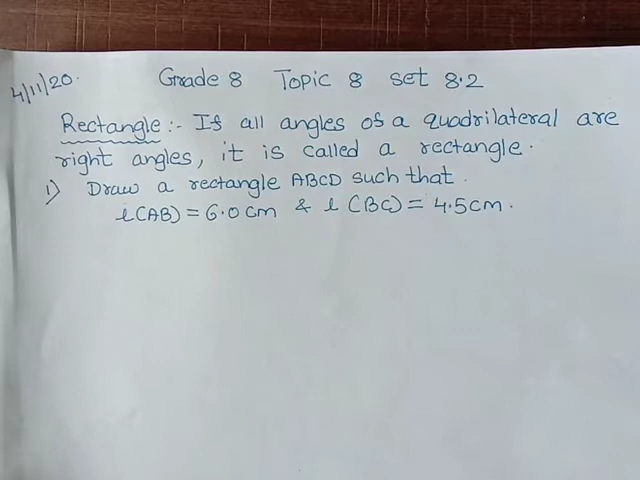 4/11/20.
Grade 8 Topic 8 set 8.2
Rectangle :- If all angles of a quadrilateral are
right angles, it is called a rectangle.
1) Draw a rectangle ABCD such that.
l(AB) = 6.0 cm & l (BC) = 4.5 cm.